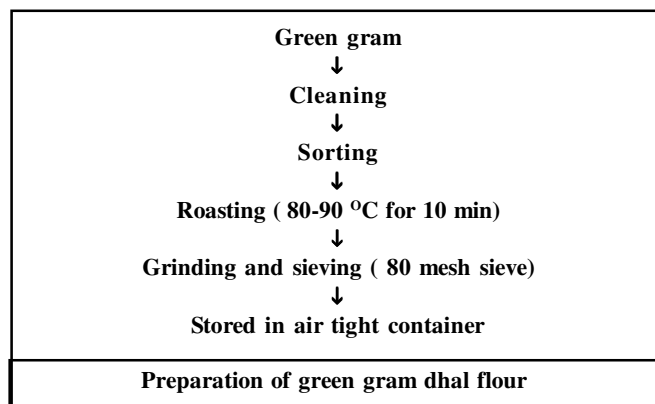 Green gram
↓
Cleaning
↓
Sorting
↓
Roasting ( 80-90 ºC for 10 min)
↓
Grinding and sieving ( 80 mesh sieve)
↓
Stored in air tight container
Preparation of green gram dhal flour